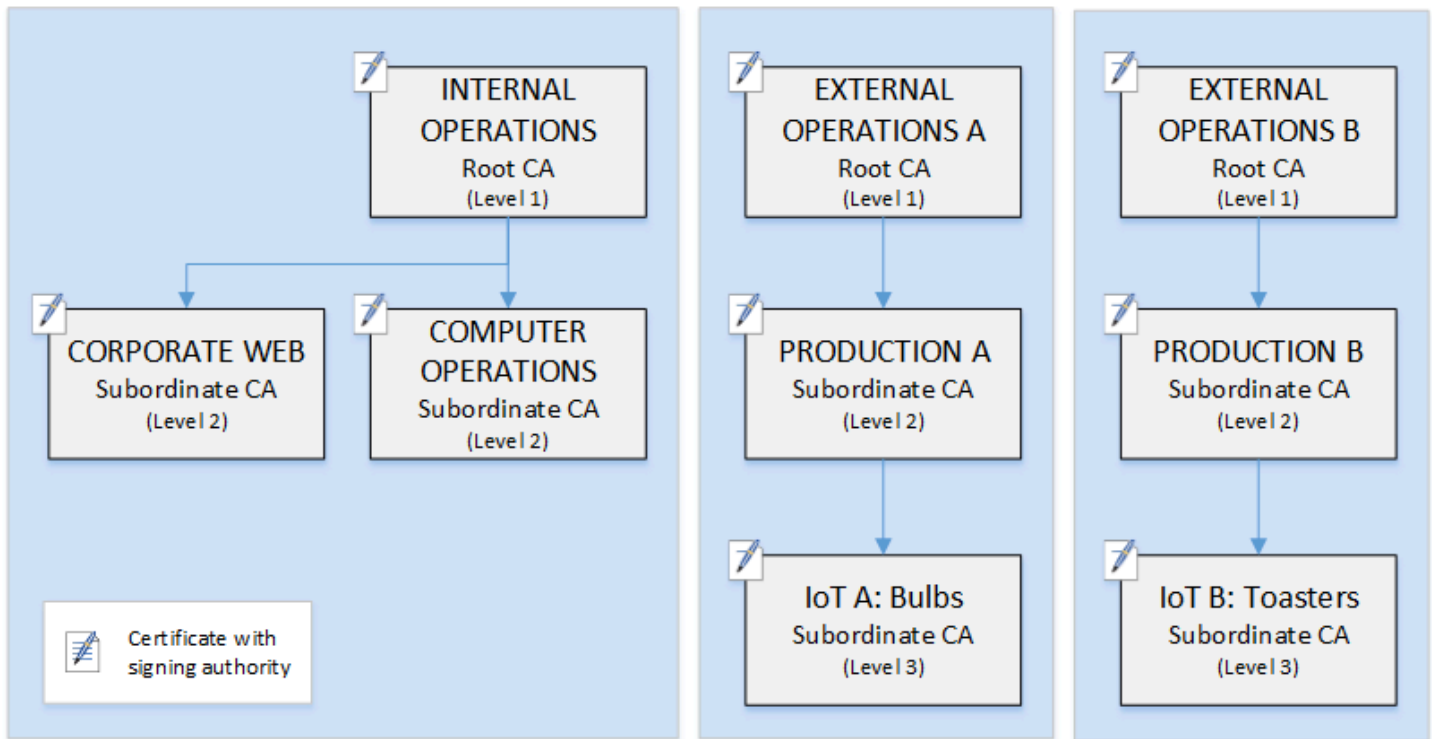 INTERNAL
OPERATIONS
Root CA
(Level 1)
EXTERNAL
OPERATIONS A
Root CA
(Level 1)
EXTERNAL
OPERATIONS B
Root CA
(Level 1)
CORPORATE WEB
Subordinate CA
(Level 2)
COMPUTER
OPERATIONS
Subordinate CA
(Level 2)
PRODUCTION A
Subordinate CA
(Level 2)
PRODUCTION B
Subordinate CA
(Level 2)
IoT A: Bulbs
Subordinate CA
(Level 3)
IoT B: Toasters
Subordinate CA
(Level 3)
Certificate with
signing authority